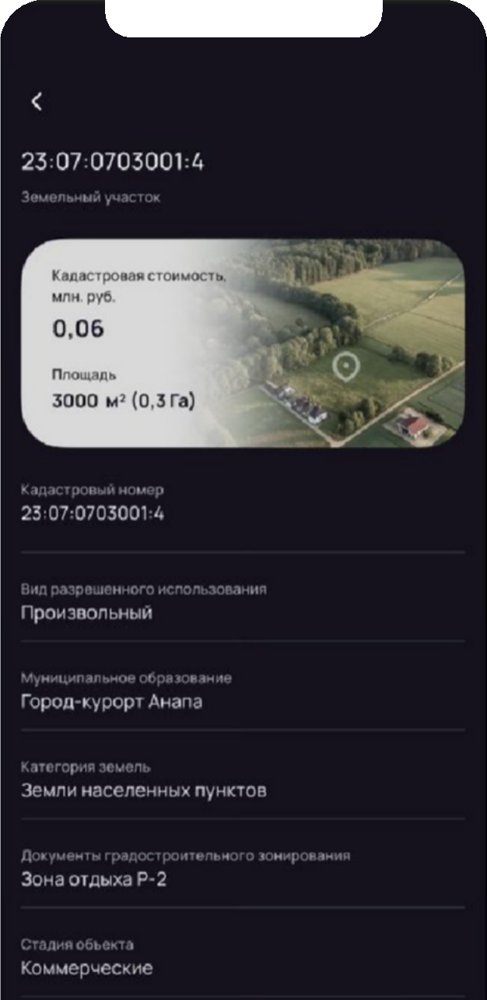 23:07:0703001:4
Земельный участок
Кадастровая стоимость,
млн. руб.
0,06
Площадь
3000 м² (0,3 Га)
Кадастровый номер
23:07:0703001:4
Вид разрешенного использования
Произвольный
Муниципальное образование
Город-курорт Анапа
Категория земель
Земли населенных пунктов
Документы градостроительного зонирования
Зона отдыха Р-2
Стадия объекта
Коммерческие